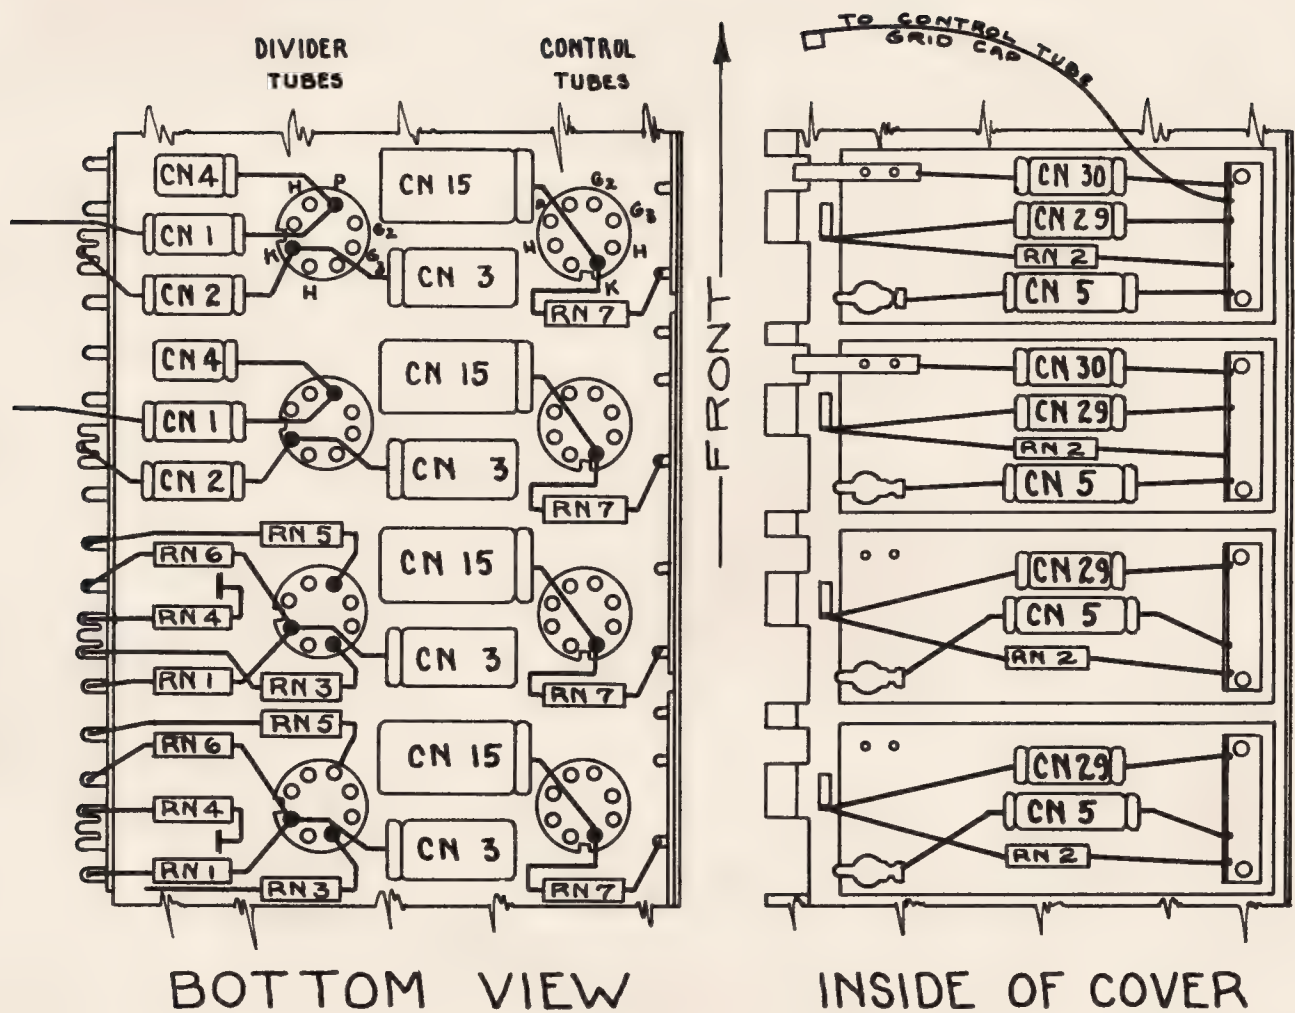 DIVIDER
TUBES
CONTROL
TUBES
TO CONTROL TUBE
GRID CAP
FRONT
CN 4
H
P
CN 15
G2
CN 1
G2
P
G3
K
G3
H
H
CN 2
H
CN 3
K
RN 7
CN 4
CN 15
CN 1
CN 2
CN 3
RN 7
RN 5
RN 6
CN 15
RN 4
CN 3
RN 1
RN 3
RN 7
RN 5
RN 6
CN 15
RN 4
CN 3
RN 1
RN 3
RN 7
CN 30
CN 29
RN 2
CN 5
CN 30
CN 29
RN 2
CN 5
CN 29
CN 5
RN 2
CN 29
CN 5
RN 2
BOTTOM VIEW
INSIDE OF COVER